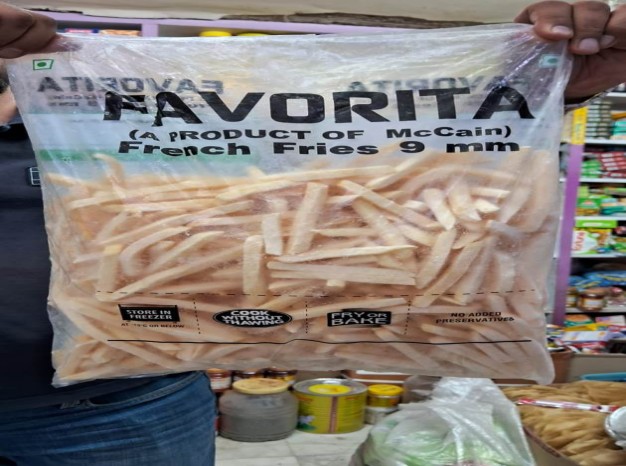 FAVORITA
(A PRODUCT OF McCain)
French Fries 9 mm
STORE IN
FREEZER
COOK
WITHOUT
THAWING
FRY OR
BAKE
NO ADDED
PRESERVATIVES